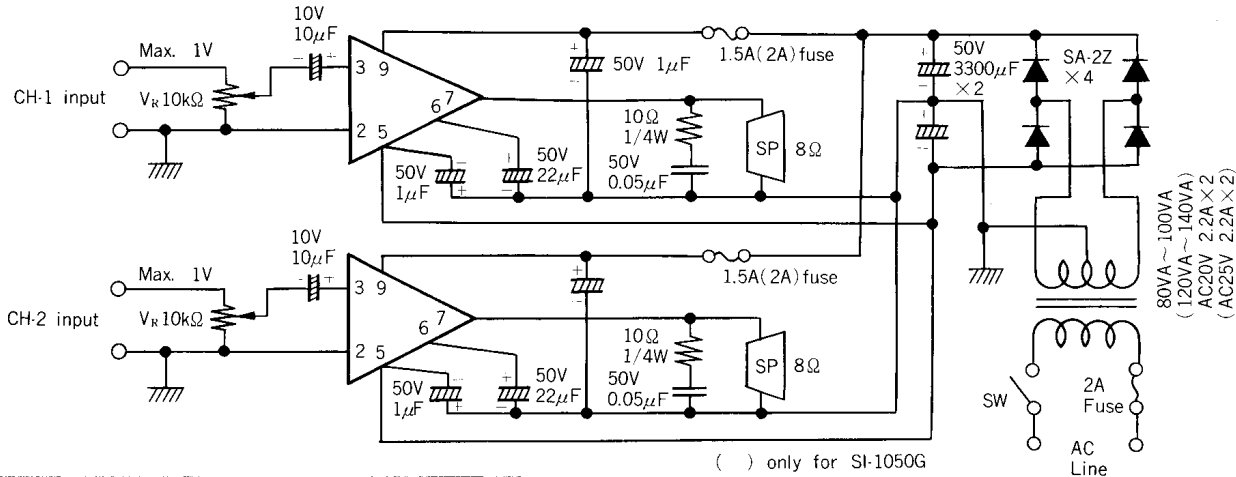 10V
10μF
Max. 1V
CH-1 input
VR10kΩ
3 9
2 5
6 7
50V 1μF
1.5A(2A)fuse
50V
3300μF
×2
SA-2Z
×4
10Ω
1/4W
50V
0.05μF
SP 8Ω
50V
1μF
50V
22μF
10V
10μF
Max. 1V
CH-2 input
VR10kΩ
3 9
2 5
6 7
1.5A(2A)fuse
10Ω
1/4W
50V
0.05μF
SP 8Ω
50V
1μF
50V
22μF
80VA~100VA
(120VA~140VA)
AC20V 2.2A×2
(AC25V 2.2A×2)
SW
2A
Fuse
AC
Line
( ) only for SI-1050G